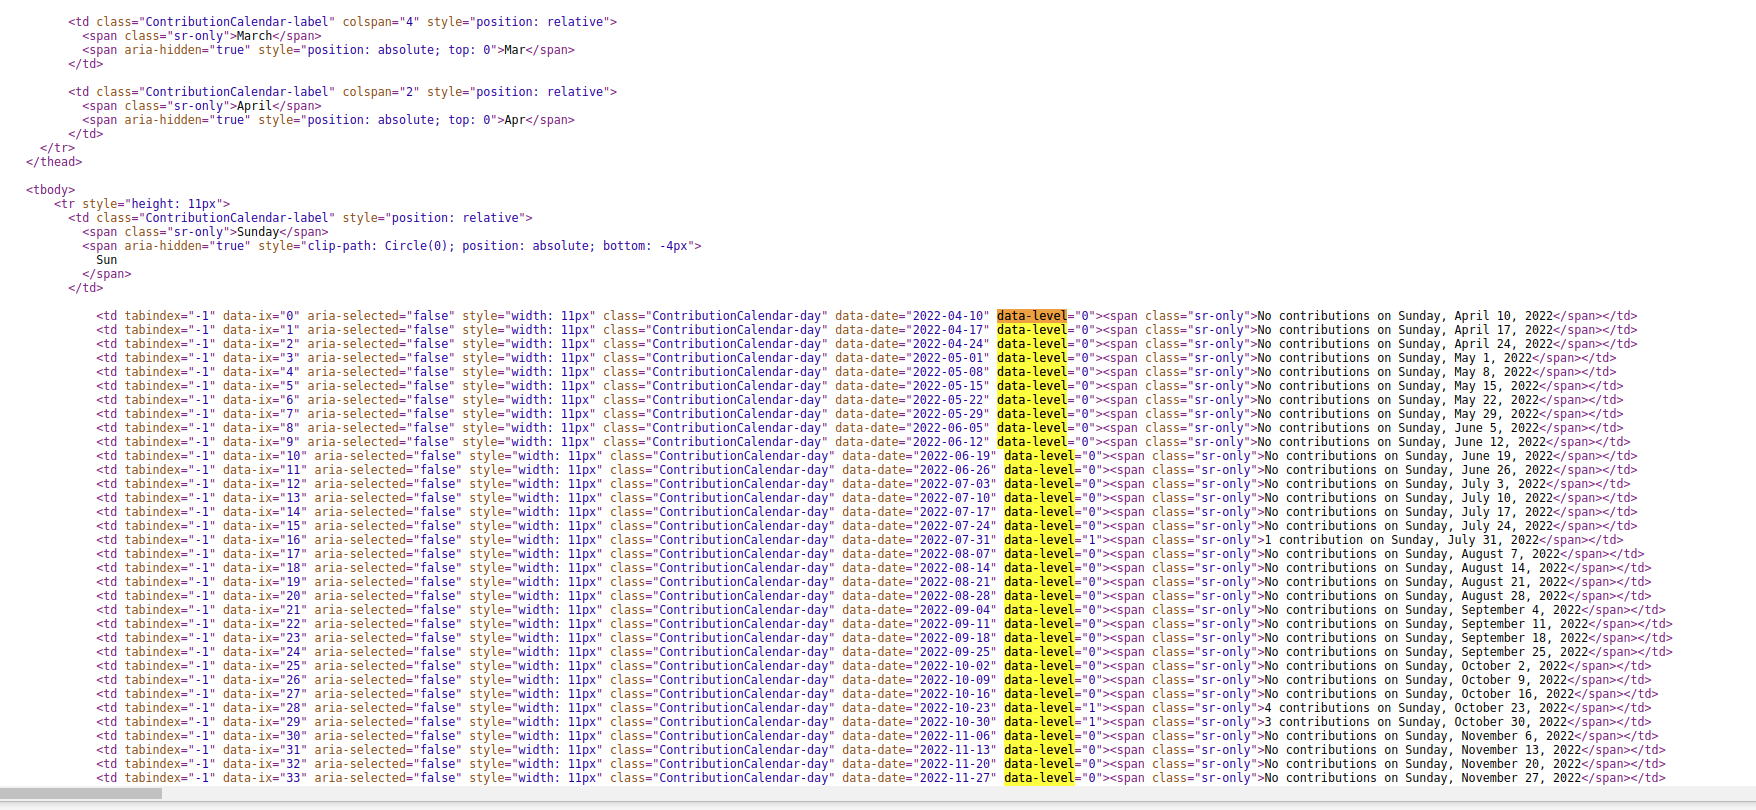 <td class="ContributionCalendar-label" colspan="4" style="position: relative">
<span class="sr-only">March</span>
<span aria-hidden="true" style="position: absolute; top: 0">Mar</span>
</td>
<td class="ContributionCalendar-label" colspan="2" style="position: relative">
<span class="sr-only">April</span>
<span aria-hidden="true" style="position: absolute; top: 0">Apr</span>
</td>
</tr>
</thead>
<tbody>
<tr style="height: 11px">
<td class="ContributionCalendar-label" style="position: relative">
<span class="sr-only">Sunday</span>
<span aria-hidden="true" style="clip-path: Circle(0); position: absolute; bottom: -4px">
Sun
</span>
</td>
<td tabindex="-1" data-ix="0" aria-selected="false" style="width: 11px" class="ContributionCalendar-day" data-date="2022-04-10" data-level="0"><span class="sr-only">No contributions on Sunday, April 10, 2022</span></td>
<td tabindex="-1" data-ix="1" aria-selected="false" style="width: 11px" class="ContributionCalendar-day" data-date="2022-04-17" data-level="0"><span class="sr-only">No contributions on Sunday, April 17, 2022</span></td>
<td tabindex="-1" data-ix="2" aria-selected="false" style="width: 11px" class="ContributionCalendar-day" data-date="2022-04-24" data-level="0"><span class="sr-only">No contributions on Sunday, April 24, 2022</span></td>
<td tabindex="-1" data-ix="3" aria-selected="false" style="width: 11px" class="ContributionCalendar-day" data-date="2022-05-01" data-level="0"><span class="sr-only">No contributions on Sunday, May 1, 2022</span></td>
<td tabindex="-1" data-ix="4" aria-selected="false" style="width: 11px" class="ContributionCalendar-day" data-date="2022-05-08" data-level="0"><span class="sr-only">No contributions on Sunday, May 8, 2022</span></td>
<td tabindex="-1" data-ix="5" aria-selected="false" style="width: 11px" class="ContributionCalendar-day" data-date="2022-05-15" data-level="0"><span class="sr-only">No contributions on Sunday, May 15, 2022</span></td>
<td tabindex="-1" data-ix="6" aria-selected="false" style="width: 11px" class="ContributionCalendar-day" data-date="2022-05-22" data-level="0"><span class="sr-only">No contributions on Sunday, May 22, 2022</span></td>
<td tabindex="-1" data-ix="7" aria-selected="false" style="width: 11px" class="ContributionCalendar-day" data-date="2022-05-29" data-level="0"><span class="sr-only">No contributions on Sunday, May 29, 2022</span></td>
<td tabindex="-1" data-ix="8" aria-selected="false" style="width: 11px" class="ContributionCalendar-day" data-date="2022-06-05" data-level="0"><span class="sr-only">No contributions on Sunday, June 5, 2022</span></td>
<td tabindex="-1" data-ix="9" aria-selected="false" style="width: 11px" class="ContributionCalendar-day" data-date="2022-06-12" data-level="0"><span class="sr-only">No contributions on Sunday, June 12, 2022</span></td>
<td tabindex="-1" data-ix="10" aria-selected="false" style="width: 11px" class="ContributionCalendar-day" data-date="2022-06-19" data-level="0"><span class="sr-only">No contributions on Sunday, June 19, 2022</span></td>
<td tabindex="-1" data-ix="11" aria-selected="false" style="width: 11px" class="ContributionCalendar-day" data-date="2022-06-26" data-level="0"><span class="sr-only">No contributions on Sunday, June 26, 2022</span></td>
<td tabindex="-1" data-ix="12" aria-selected="false" style="width: 11px" class="ContributionCalendar-day" data-date="2022-07-03" data-level="0"><span class="sr-only">No contributions on Sunday, July 3, 2022</span></td>
<td tabindex="-1" data-ix="13" aria-selected="false" style="width: 11px" class="ContributionCalendar-day" data-date="2022-07-10" data-level="0"><span class="sr-only">No contributions on Sunday, July 10, 2022</span></td>
<td tabindex="-1" data-ix="14" aria-selected="false" style="width: 11px" class="ContributionCalendar-day" data-date="2022-07-17" data-level="0"><span class="sr-only">No contributions on Sunday, July 17, 2022</span></td>
<td tabindex="-1" data-ix="15" aria-selected="false" style="width: 11px" class="ContributionCalendar-day" data-date="2022-07-24" data-level="0"><span class="sr-only">No contributions on Sunday, July 24, 2022</span></td>
<td tabindex="-1" data-ix="16" aria-selected="false" style="width: 11px" class="ContributionCalendar-day" data-date="2022-07-31" data-level="1"><span class="sr-only">1 contribution on Sunday, July 31, 2022</span></td>
<td tabindex="-1" data-ix="17" aria-selected="false" style="width: 11px" class="ContributionCalendar-day" data-date="2022-08-07" data-level="0"><span class="sr-only">No contributions on Sunday, August 7, 2022</span></td>
<td tabindex="-1" data-ix="18" aria-selected="false" style="width: 11px" class="ContributionCalendar-day" data-date="2022-08-14" data-level="0"><span class="sr-only">No contributions on Sunday, August 14, 2022</span></td>
<td tabindex="-1" data-ix="19" aria-selected="false" style="width: 11px" class="ContributionCalendar-day" data-date="2022-08-21" data-level="0"><span class="sr-only">No contributions on Sunday, August 21, 2022</span></td>
<td tabindex="-1" data-ix="20" aria-selected="false" style="width: 11px" class="ContributionCalendar-day" data-date="2022-08-28" data-level="0"><span class="sr-only">No contributions on Sunday, August 28, 2022</span></td>
<td tabindex="-1" data-ix="21" aria-selected="false" style="width: 11px" class="ContributionCalendar-day" data-date="2022-09-04" data-level="0"><span class="sr-only">No contributions on Sunday, September 4, 2022</span></td>
<td tabindex="-1" data-ix="22" aria-selected="false" style="width: 11px" class="ContributionCalendar-day" data-date="2022-09-11" data-level="0"><span class="sr-only">No contributions on Sunday, September 11, 2022</span></td>
<td tabindex="-1" data-ix="23" aria-selected="false" style="width: 11px" class="ContributionCalendar-day" data-date="2022-09-18" data-level="0"><span class="sr-only">No contributions on Sunday, September 18, 2022</span></td>
<td tabindex="-1" data-ix="24" aria-selected="false" style="width: 11px" class="ContributionCalendar-day" data-date="2022-09-25" data-level="0"><span class="sr-only">No contributions on Sunday, September 25, 2022</span></td>
<td tabindex="-1" data-ix="25" aria-selected="false" style="width: 11px" class="ContributionCalendar-day" data-date="2022-10-02" data-level="0"><span class="sr-only">No contributions on Sunday, October 2, 2022</span></td>
<td tabindex="-1" data-ix="26" aria-selected="false" style="width: 11px" class="ContributionCalendar-day" data-date="2022-10-09" data-level="0"><span class="sr-only">No contributions on Sunday, October 9, 2022</span></td>
<td tabindex="-1" data-ix="27" aria-selected="false" style="width: 11px" class="ContributionCalendar-day" data-date="2022-10-16" data-level="0"><span class="sr-only">No contributions on Sunday, October 16, 2022</span></td>
<td tabindex="-1" data-ix="28" aria-selected="false" style="width: 11px" class="ContributionCalendar-day" data-date="2022-10-23" data-level="1"><span class="sr-only">4 contributions on Sunday, October 23, 2022</span></td>
<td tabindex="-1" data-ix="29" aria-selected="false" style="width: 11px" class="ContributionCalendar-day" data-date="2022-10-30" data-level="1"><span class="sr-only">3 contributions on Sunday, October 30, 2022</span></td>
<td tabindex="-1" data-ix="30" aria-selected="false" style="width: 11px" class="ContributionCalendar-day" data-date="2022-11-06" data-level="0"><span class="sr-only">No contributions on Sunday, November 6, 2022</span></td>
<td tabindex="-1" data-ix="31" aria-selected="false" style="width: 11px" class="ContributionCalendar-day" data-date="2022-11-13" data-level="0"><span class="sr-only">No contributions on Sunday, November 13, 2022</span></td>
<td tabindex="-1" data-ix="32" aria-selected="false" style="width: 11px" class="ContributionCalendar-day" data-date="2022-11-20" data-level="0"><span class="sr-only">No contributions on Sunday, November 20, 2022</span></td>
<td tabindex="-1" data-ix="33" aria-selected="false" style="width: 11px" class="ContributionCalendar-day" data-date="2022-11-27" data-level="0"><span class="sr-only">No contributions on Sunday, November 27, 2022</span></td>